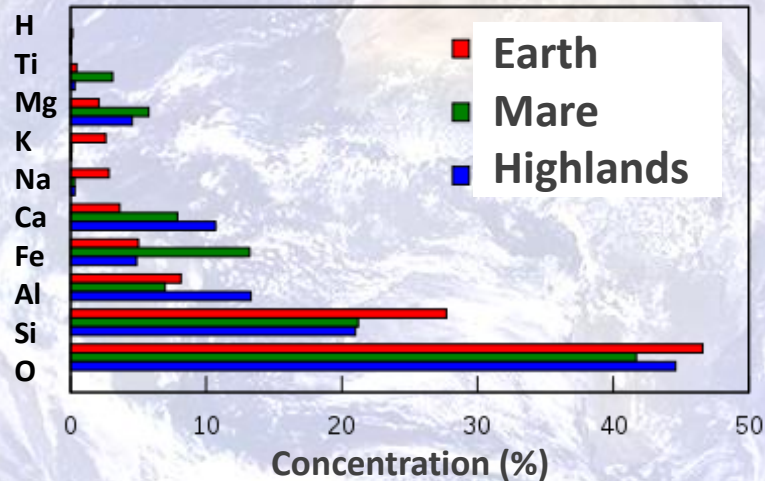 H
Ti
Mg
K
Na
Ca
Fe
Al
Si
O
Earth
Mare
Highlands
0 10 20 30 40 50
Concentration (%)